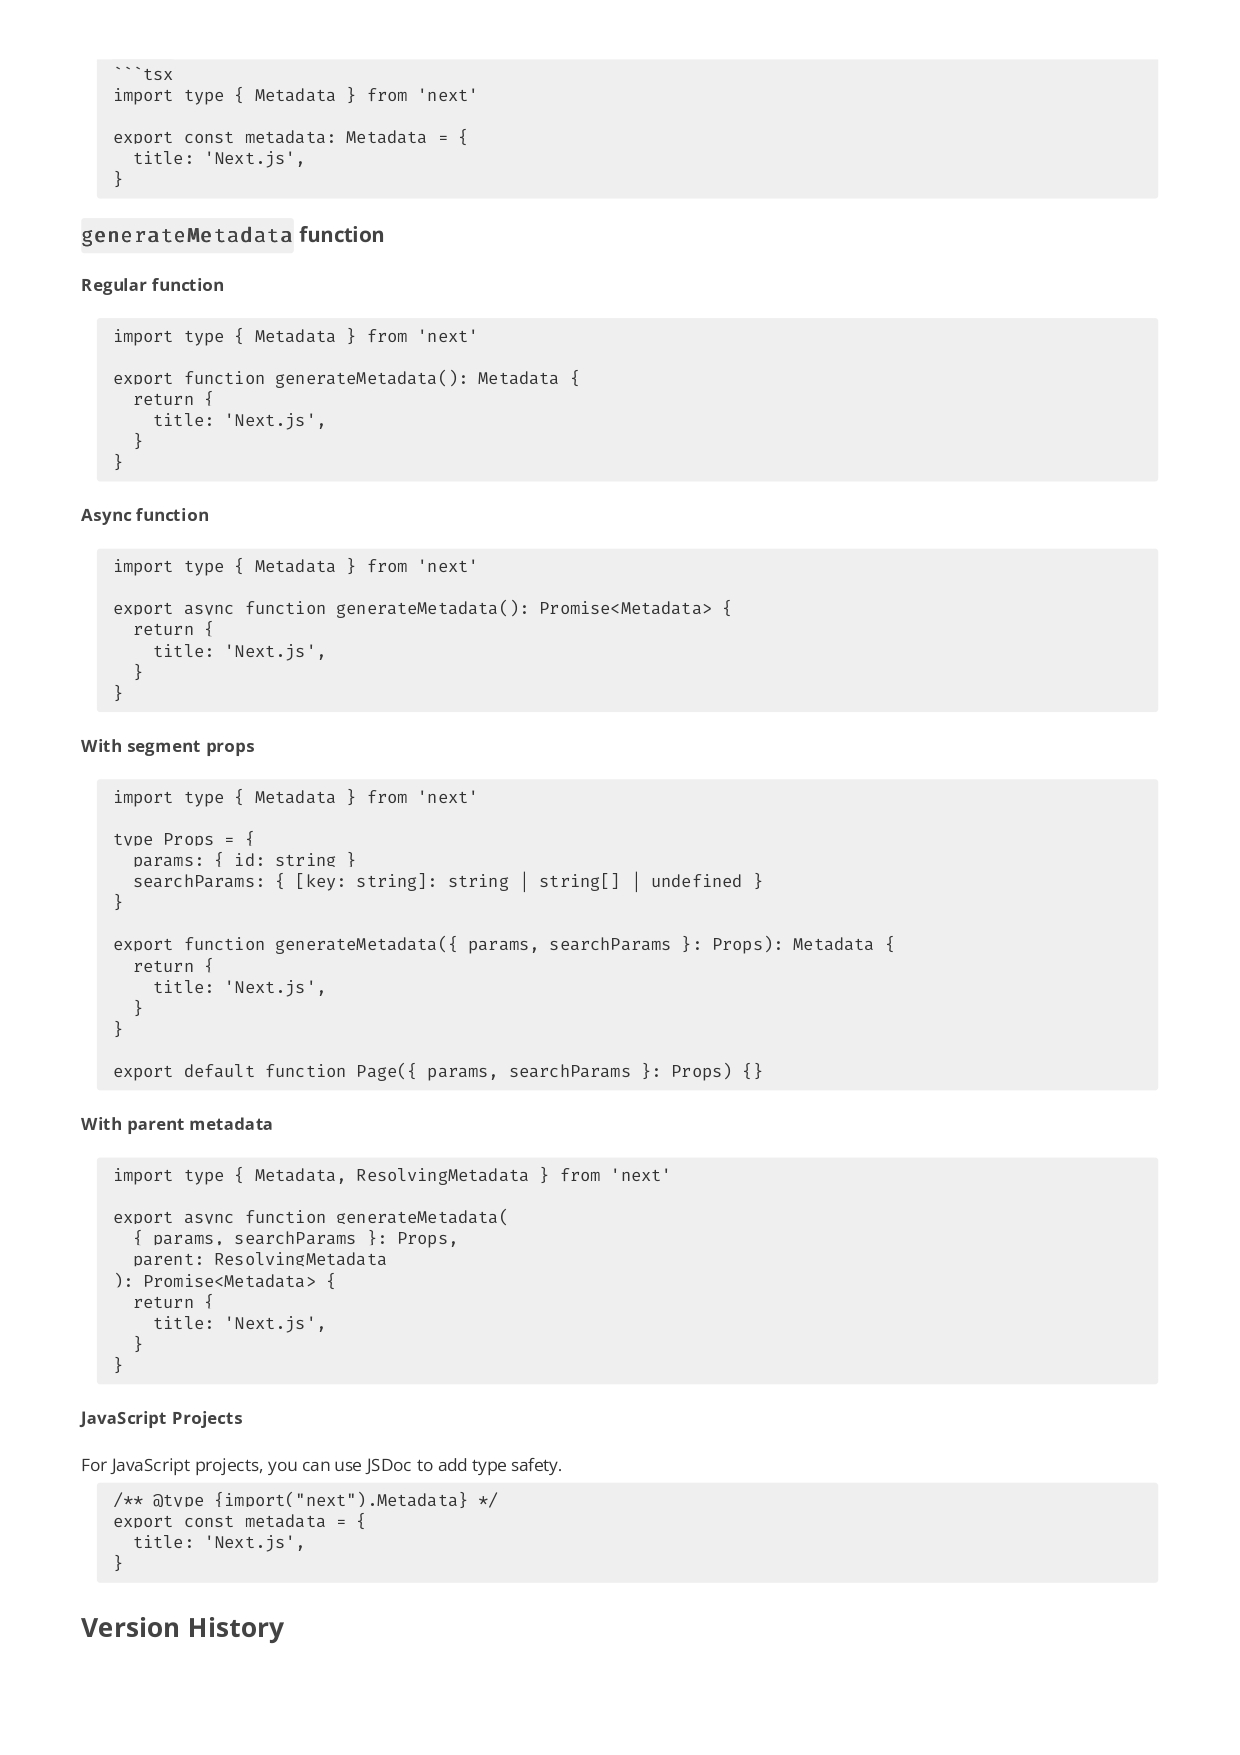 ```tsx
import type { Metadata } from 'next'

export const metadata: Metadata = {
  title: 'Next.js',
}
generateMetadata function
Regular function
import type { Metadata } from 'next'

export function generateMetadata(): Metadata {
  return {
    title: 'Next.js',
  }
}
Async function
import type { Metadata } from 'next'

export async function generateMetadata(): Promise<Metadata> {
  return {
    title: 'Next.js',
  }
}
With segment props
import type { Metadata } from 'next'

type Props = {
  params: { id: string }
  searchParams: { [key: string]: string | string[] | undefined }
}

export function generateMetadata({ params, searchParams }: Props): Metadata {
  return {
    title: 'Next.js',
  }
}

export default function Page({ params, searchParams }: Props) {}
With parent metadata
import type { Metadata, ResolvingMetadata } from 'next'

export async function generateMetadata(
  { params, searchParams }: Props,
  parent: ResolvingMetadata
): Promise<Metadata> {
  return {
    title: 'Next.js',
  }
}
JavaScript Projects
For JavaScript projects, you can use JSDoc to add type safety.
/** @type {import("next").Metadata} */
export const metadata = {
  title: 'Next.js',
}
Version History